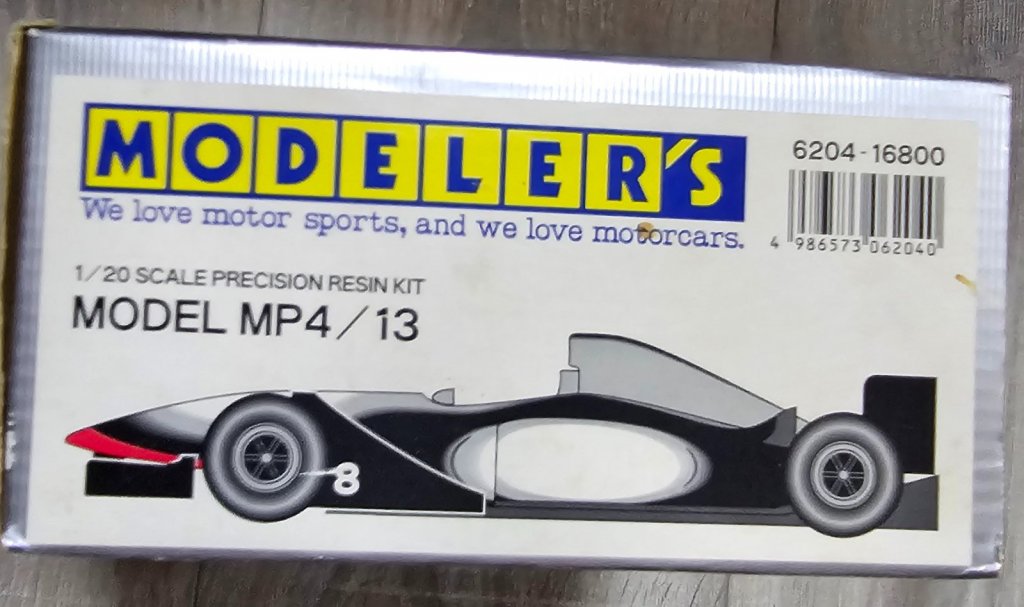 MODELER'S
We love motor sports, and we love motorcars.
6204-16800
4 986573 062040
1/20 SCALE PRECISION RESIN KIT
MODEL MP4/13
8